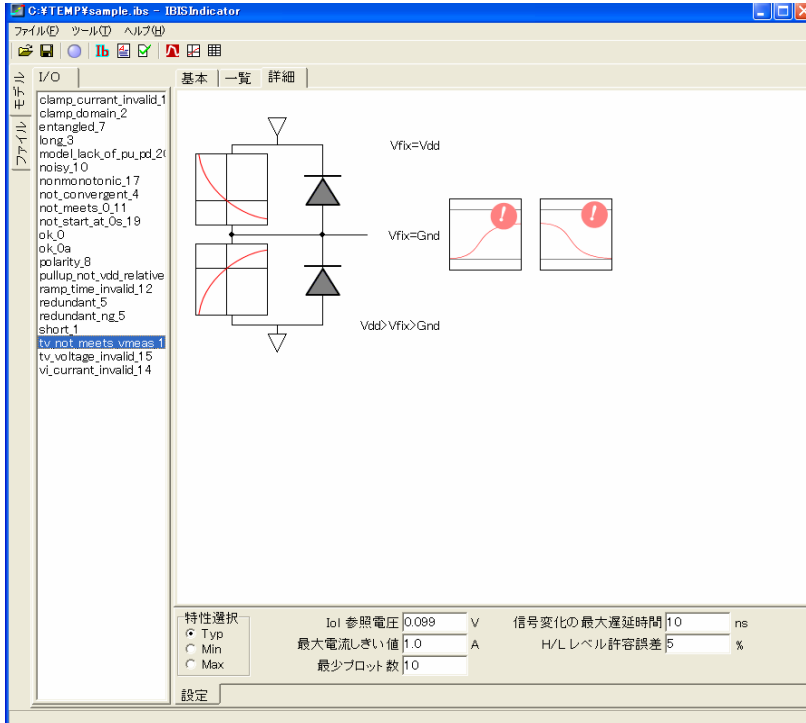 C:¥TEMP¥sample.ibs - IBISIndicator
ファイル(F) ツール(T) ヘルプ(H)
モデル
ファイル
I/O
基本 一覧 詳細
clamp_currant_invalid_1
clamp_domain_2
entangled_7
long_3
model_lack_of_pu_pd_20
noisy_10
nonmonotonic_17
not_convergent_4
not_meets_0_11
not_start_at_0s_19
ok_0
ok_0a
polarity_8
pullup_not_vdd_relative
ramp_time_invalid_12
redundant_5
redundant_ng_5
short_1
tv_not_meets_vmeas_1
tv_voltage_invalid_15
vi_currant_invalid_14
Vfix=Vdd
Vfix=Gnd
Vdd>Vfix>Gnd
特性選択
Typ
Min
Max
Iol 参照電圧 0.099 V
最大電流しきい値 1.0 A
最少プロット数 10
信号変化の最大遅延時間 10 ns
H/L レベル許容誤差 5 %
設定